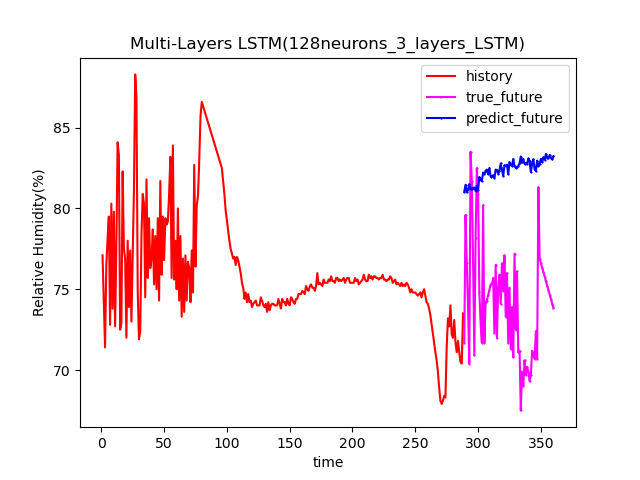 Multi-Layers LSTM(128neurons_3_layers_LSTM)
history
true_future
predict_future
Relative Humidity(%)
85
80
75
70
0
50
100
150
200
250
300
350
time